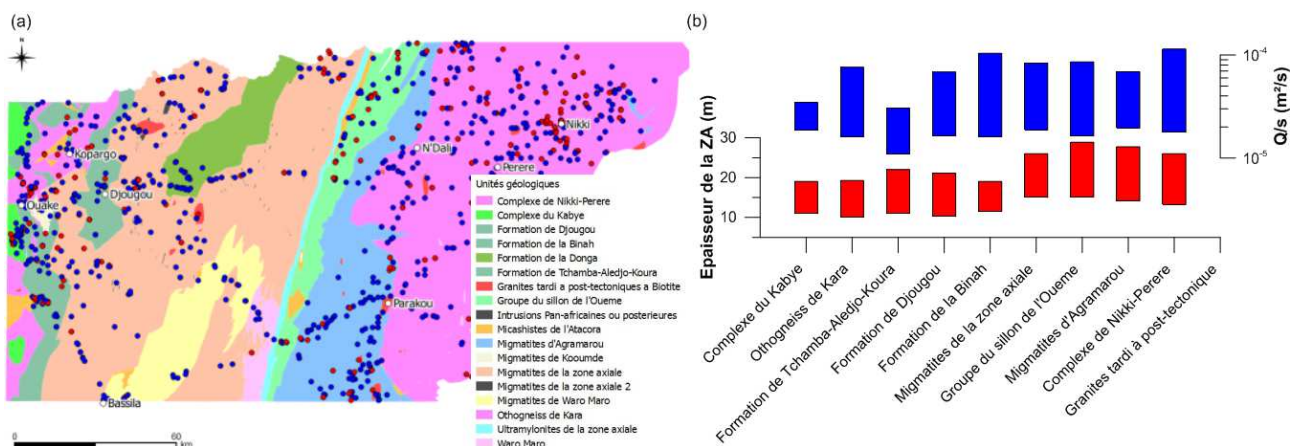 (a)
N
Kopargo
Djougou
Ouake
Bassila
N'Dali
Nikki
Perere
Parakou
0
60
km
Unités géologiques
Complexe de Nikki-Perere
Complexe du Kabye
Formation de Djougou
Formation de la Binah
Formation de la Donga
Formation de Tchamba-Aledjo-Koura
Granites tardi a post-tectoniques a Biotite
Groupe du sillon de l'Oueme
Intrusions Pan-africaines ou posterieures
Micashistes de l'Atacora
Migmatites d'Agramarou
Migmatites de Kooumde
Migmatites de la zone axiale
Migmatites de la zone axiale 2
Migmatites de Waro Maro
Othogneiss de Kara
Ultramylonites de la zone axiale
Waro Maro
(b)
Epaisseur de la ZA (m)
30
20
10
10⁻⁴
10⁻⁵
Q/s (m²/s)
Complexe du Kabye
Othogneiss de Kara
Formation de Tchamba-Aledjo-Koura
Formation de Djougou
Formation de la Binah
Migmatites de la zone axiale
Groupe du sillon de l'Oueme
Migmatites d'Agramarou
Complexe de Nikki-Perere
Granites tardi à post-tectonique